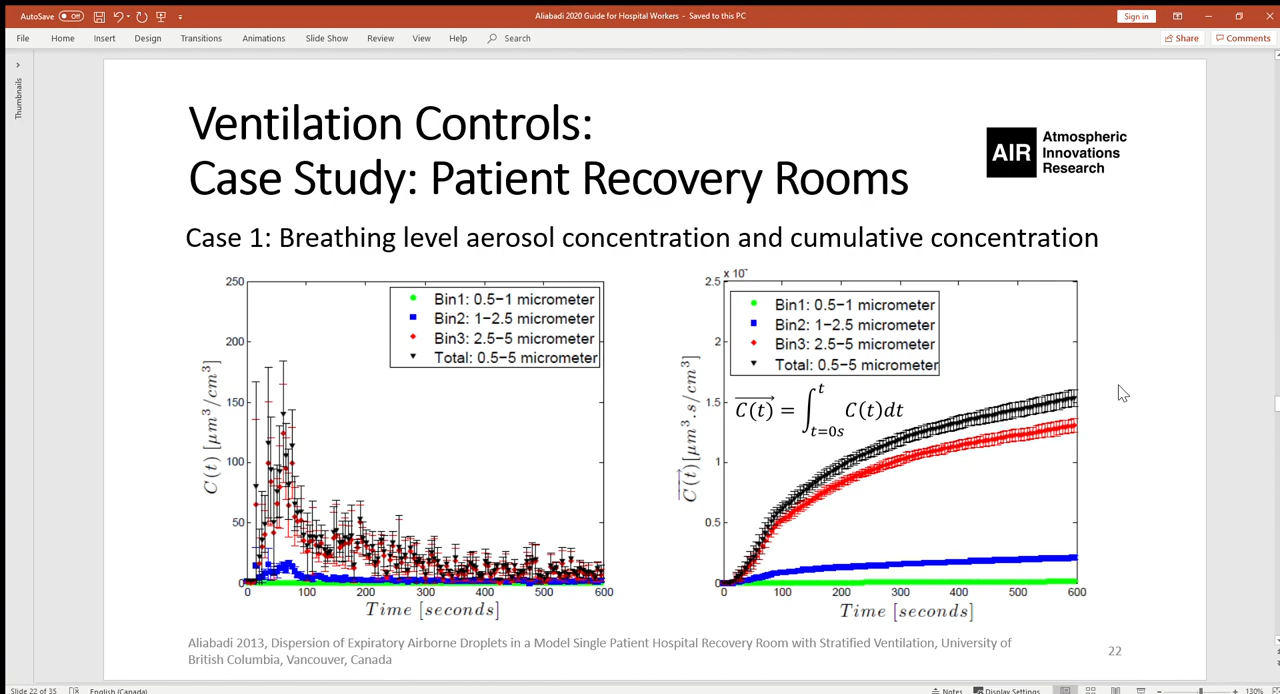 AutoSave Off
Aliabadi 2020 Guide for Hospital Workers - Saved to this PC
Sign in
File Home Insert Design Transitions Animations Slide Show Review View Help Search
Share Comments
Thumbnails
Ventilation Controls:
Case Study: Patient Recovery Rooms
AIR
Atmospheric
Innovations
Research
Case 1: Breathing level aerosol concentration and cumulative concentration
250
200
150
100
50
0
C(t) [μm³/cm³]
Bin1: 0.5−1 micrometer
Bin2: 1−2.5 micrometer
Bin3: 2.5−5 micrometer
Total: 0.5−5 micrometer
0 100 200 300 400 500 600
Time [seconds]
2.5 x 10
2
1.5
1
0.5
0
C(t) [μm³.s/cm³]
Bin1: 0.5−1 micrometer
Bin2: 1−2.5 micrometer
Bin3: 2.5−5 micrometer
Total: 0.5−5 micrometer
C(t) = ∫ t t=0s C(t)dt
0 100 200 300 400 500 600
Time [seconds]
Aliabadi 2013, Dispersion of Expiratory Airborne Droplets in a Model Single Patient Hospital Recovery Room with Stratified Ventilation, University of
British Columbia, Vancouver, Canada
22
Slide 22 of 35 English (Canada) Notes Display Settings 130%